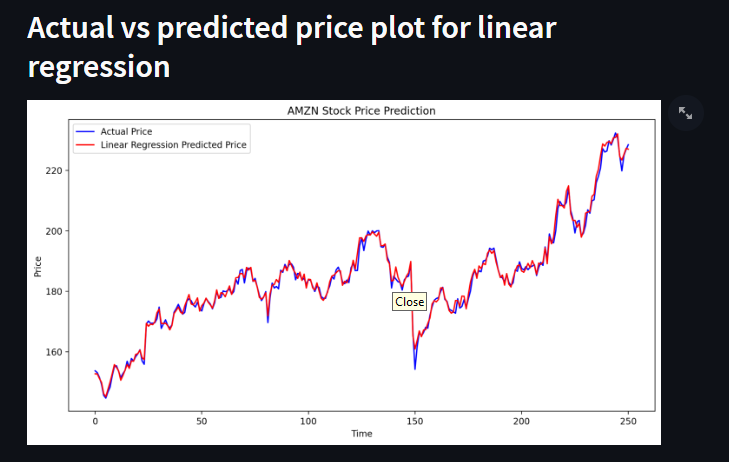 Actual vs predicted price plot for linear
regression
AMZN Stock Price Prediction
Actual Price
Linear Regression Predicted Price
220
200
180
160
Price
Close
0 50 100 150 200 250
Time